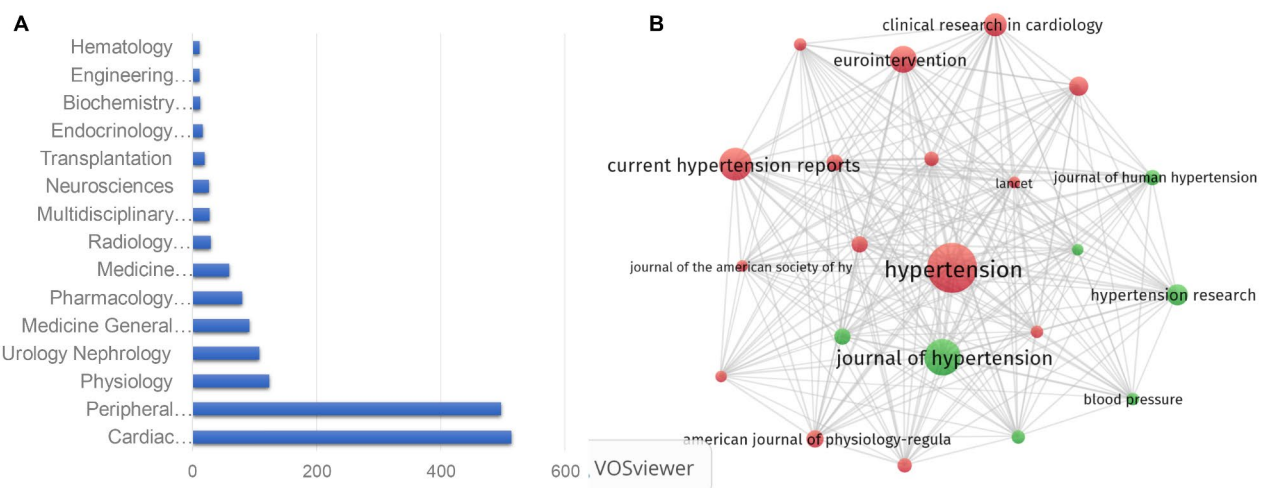 A
Hematology
Engineering...
Biochemistry...
Endocrinology...
Transplantation
Neurosciences
Multidisciplinary...
Radiology...
Medicine...
Pharmacology...
Medicine General...
Urology Nephrology
Physiology
Peripheral...
Cardiac...
0 200 400 600
B
clinical research in cardiology
eurointervention
current hypertension reports
lancet
journal of human hypertension
journal of the american society of hy
hypertension
hypertension research
journal of hypertension
blood pressure
american journal of physiology-regula
VOSviewer